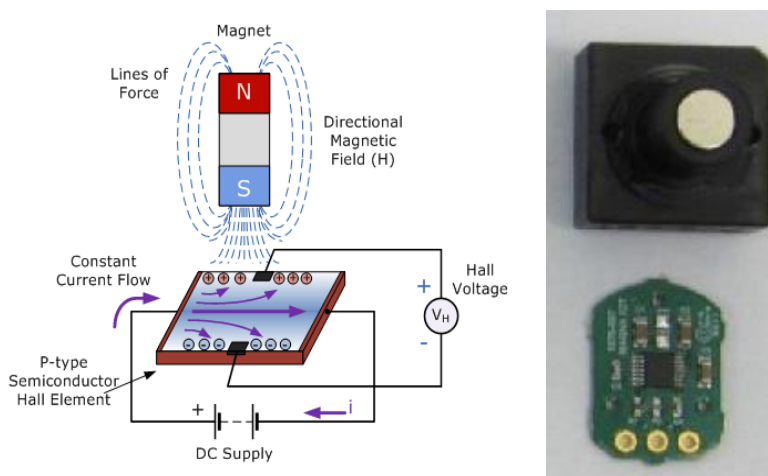 Magnet
Lines of
Force
N
S
Directional
Magnetic
Field (H)
Constant
Current Flow
+ + + + + +
+
Hall
Voltage
VH
-
- - - - - - -
P-type
Semiconductor
Hall Element
+
i
DC Supply